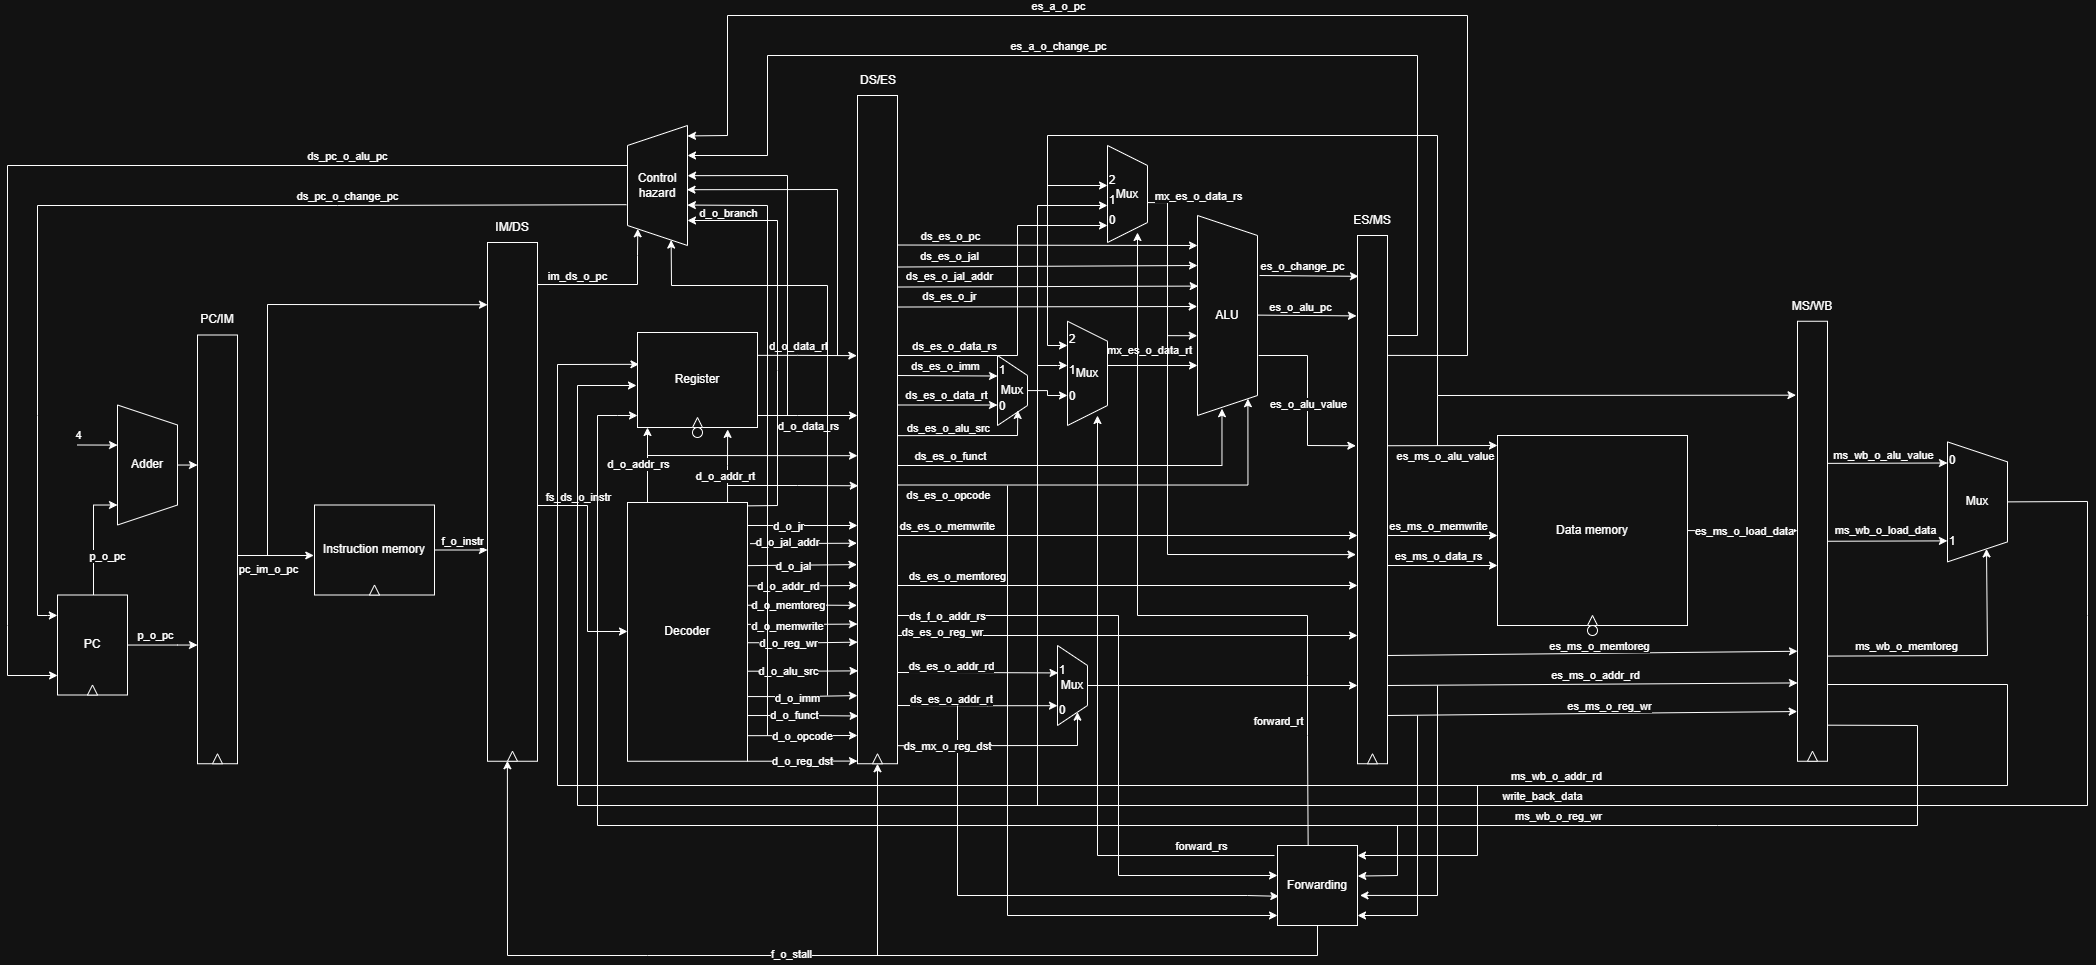 es_a_o_pc
es_a_o_change_pc
DS/ES
ds_pc_o_alu_pc
Control
hazard
ds_pc_o_change_pc
d_o_branch
IM/DS
im_ds_o_pc
PC/IM
4
Adder
p_o_pc
PC
p_o_pc
pc_im_o_pc
Instruction memory
f_o_instr
fs_ds_o_instr
Register
d_o_data_rt
d_o_data_rs
d_o_addr_rs
d_o_addr_rt
Decoder
d_o_jr
d_o_jal_addr
d_o_jal
d_o_addr_rd
d_o_memtoreg
d_o_memwrite
d_o_reg_wr
d_o_alu_src
d_o_imm
d_o_funct
d_o_opcode
d_o_reg_dst
ds_es_o_pc
ds_es_o_jal
ds_es_o_jal_addr
ds_es_o_jr
ds_es_o_data_rs
ds_es_o_imm
ds_es_o_data_rt
ds_es_o_alu_src
ds_es_o_funct
ds_es_o_opcode
ds_es_o_memwrite
ds_es_o_memtoreg
ds_f_o_addr_rs
ds_es_o_reg_wr
ds_es_o_addr_rd
ds_es_o_addr_rt
ds_mx_o_reg_dst
1
Mux
0
2
1
Mux
0
mx_es_o_data_rs
2
1
Mux
0
mx_es_o_data_rt
1
Mux
0
ALU
es_o_change_pc
es_o_alu_pc
es_o_alu_value
ES/MS
es_ms_o_alu_value
es_ms_o_memwrite
es_ms_o_data_rs
Data memory
es_ms_o_load_data
es_ms_o_memtoreg
es_ms_o_addr_rd
es_ms_o_reg_wr
MS/WB
ms_wb_o_alu_value
ms_wb_o_load_data
ms_wb_o_memtoreg
0
Mux
1
forward_rt
ms_wb_o_addr_rd
write_back_data
ms_wb_o_reg_wr
forward_rs
Forwarding
f_o_stall